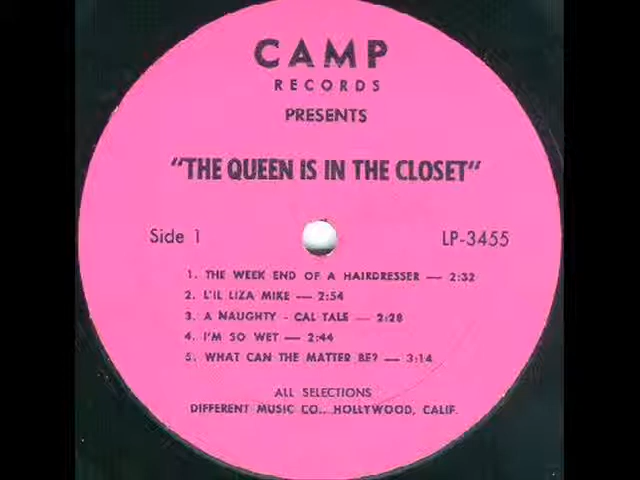 CAMP
RECORDS
PRESENTS
"THE QUEEN IS IN THE CLOSET"
Side 1 LP-3455
1. THE WEEK END OF A HAIRDRESSER — 2:32
2. L'IL LIZA MIKE — 2:54
3. A NAUGHTY - CAL TALE — 2:28
4. I'M SO WET — 2:44
5. WHAT CAN THE MATTER BE? — 3:14
ALL SELECTIONS
DIFFERENT MUSIC CO., HOLLYWOOD, CALIF.